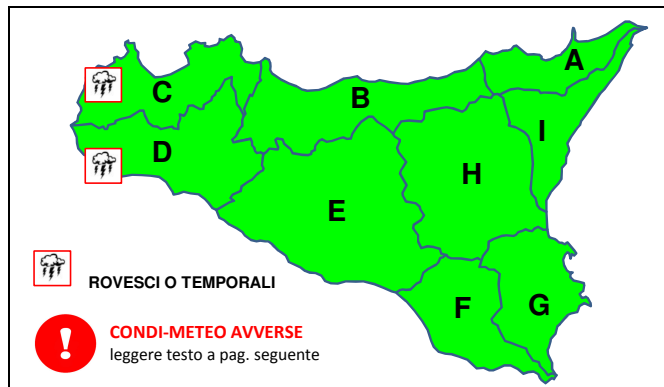 A
B
C
I
D
H
E
ROVESCI O TEMPORALI
F
G
! CONDI-METEO AVVERSE
leggere testo a pag. seguente